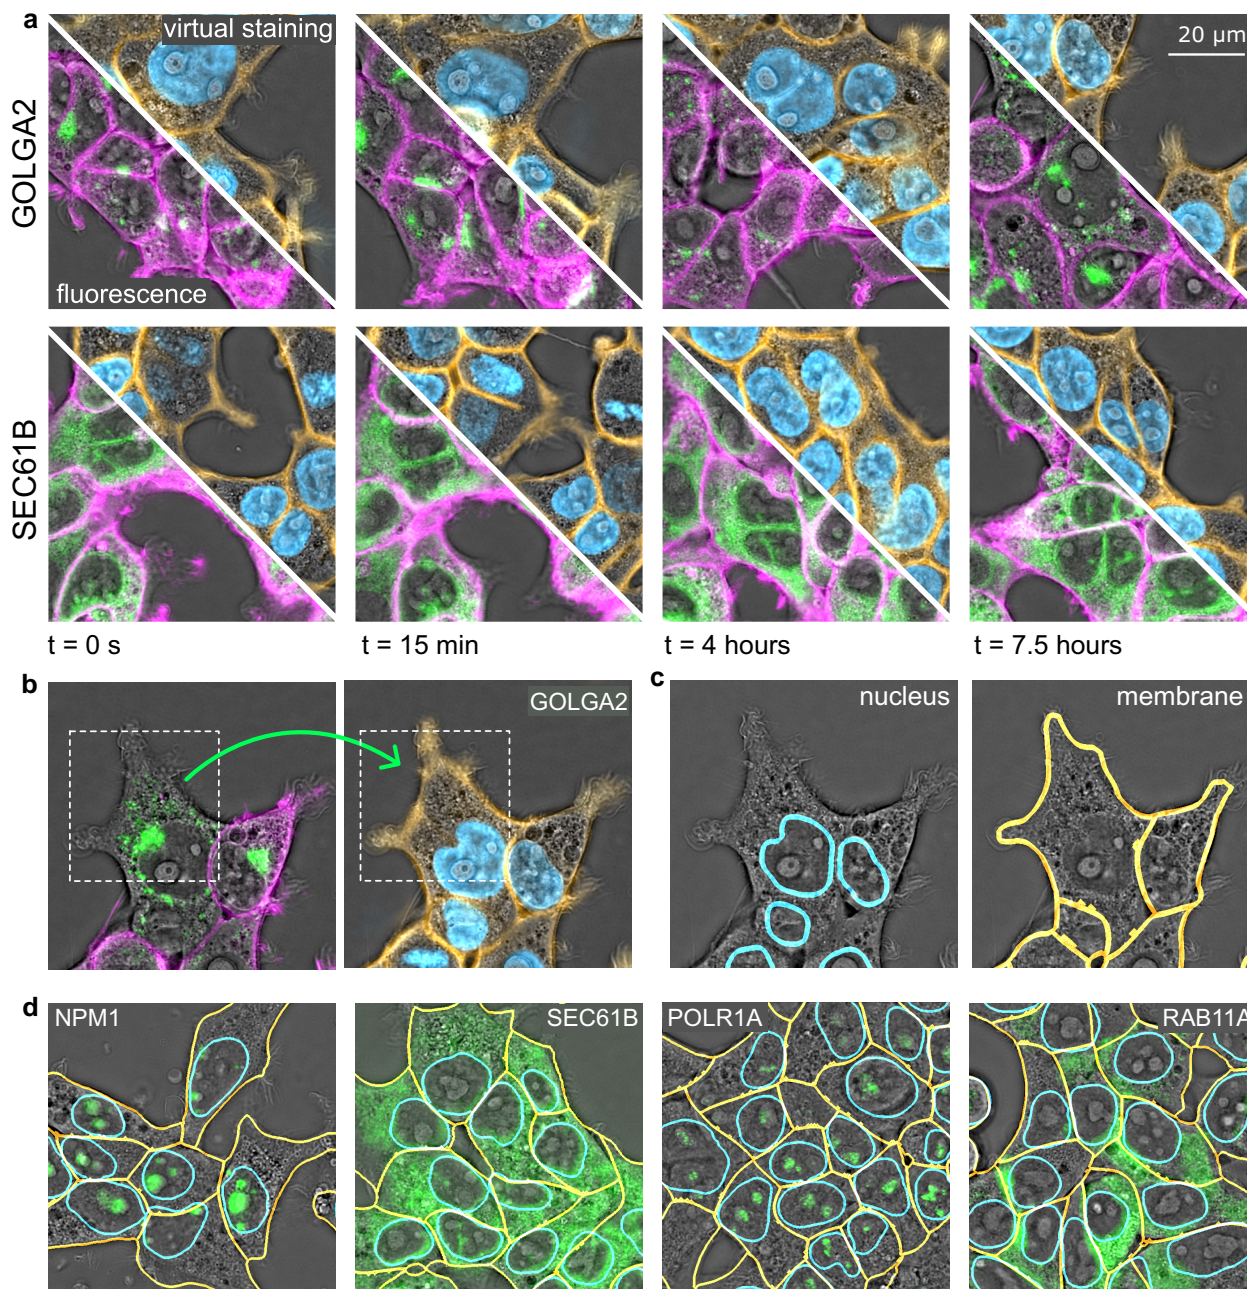 a
virtual staining
20 µm
GOLGA2
fluorescence
SEC61B
t = 0 s
t = 15 min
t = 4 hours
t = 7.5 hours
b
GOLGA2
c
nucleus
membrane
d
NPM1
SEC61B
POLR1A
RAB11A